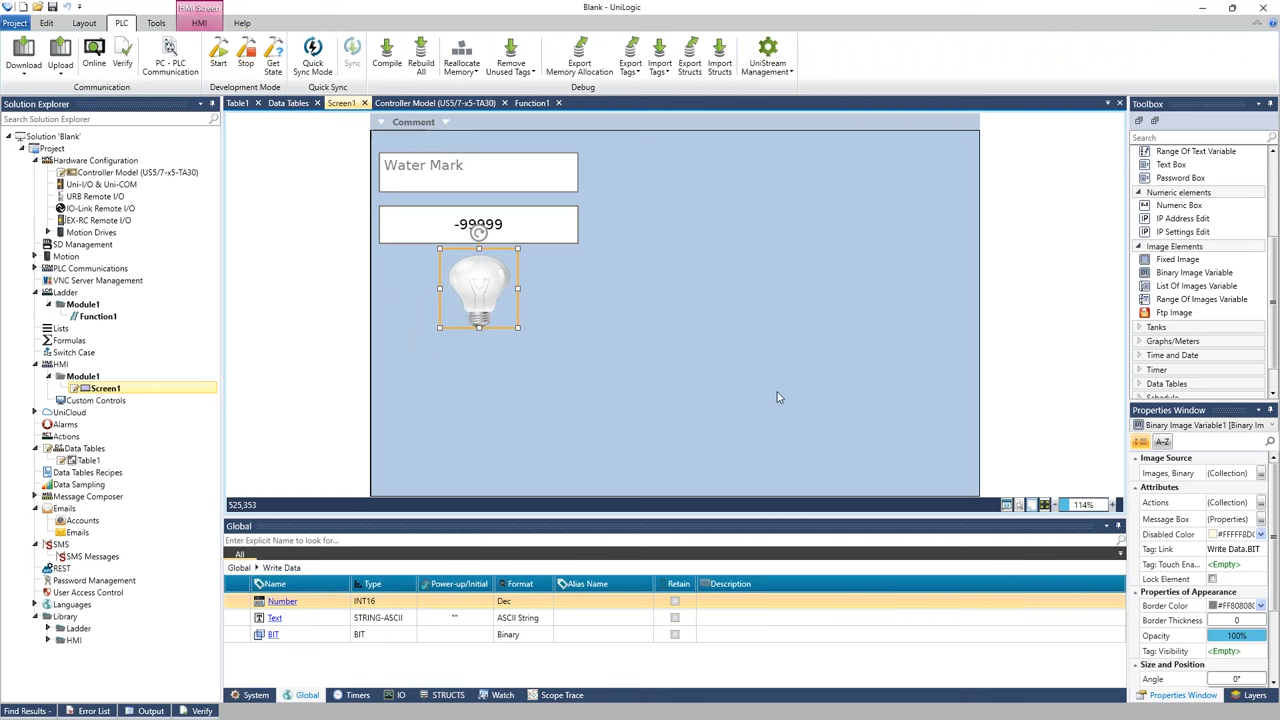 HMI Screen
Blank - UniLogic
Project
Edit
Layout
PLC
Tools
HMI
Help
Download
Upload
Online
Verify
PC - PLC
Communication
Start
Stop
Get
State
Quick
Sync Mode
Sync
Compile
Rebuild
All
Reallocate
Memory
Remove
Unused Tags
Export
Memory Allocation
Export
Tags
Import
Tags
Export
Structs
Import
Structs
UniStream
Management
Communication
Development Mode
Quick Sync
Debug
Solution Explorer
Search Solution Explorer
Solution 'Blank'
Project
Hardware Configuration
Controller Model (US5/7-x5-TA30)
Uni-I/O & Uni-COM
URB Remote I/O
IO-Link Remote I/O
EX-RC Remote I/O
Motion Drives
SD Management
Motion
PLC Communications
VNC Server Management
Ladder
Module1
Function1
Lists
Formulas
Switch Case
HMI
Module1
Screen1
Custom Controls
UniCloud
Alarms
Actions
Data Tables
Table1
Data Tables Recipes
Data Sampling
Message Composer
Emails
Accounts
Emails
SMS
SMS Messages
REST
Password Management
User Access Control
Languages
Library
Ladder
HMI
Find Results -
Error List
Output
Verify
Table1
Data Tables
Screen1
Controller Model (US5/7-x5-TA30)
Function1
Comment
Water Mark
-99999
525,353
114%
Global
Enter Explicit Name to look for...
All
Global
Write Data
Name
Type
Power-up/Initial
Format
Alias Name
Retain
Description
Number
INT16
Dec
Text
STRING-ASCII
""
ASCII String
BIT
BIT
Binary
System
Global
Timers
IO
STRUCTS
Watch
Scope Trace
Toolbox
Search
Range Of Text Variable
Text Box
Password Box
Numeric elements
Numeric Box
IP Address Edit
IP Settings Edit
Image Elements
Fixed Image
Binary Image Variable
List Of Images Variable
Range Of Images Variable
Ftp Image
Tanks
Graphs/Meters
Time and Date
Timer
Data Tables
Properties Window
Binary Image Variable1 [Binary Im
A-Z
Image Source
Images, Binary
(Collection)
Attributes
Actions
(Collection)
Message Box
(Properties)
Disabled Color
#FFFFF8DC
Tag: Link
Write Data.BIT
Tag: Touch Ena...
<Empty>
Lock Element
Properties of Appearance
Border Color
#FF808080
Border Thickness
0
Opacity
100%
Tag: Visibility
<Empty>
Size and Position
Angle
0°
Properties Window
Layers